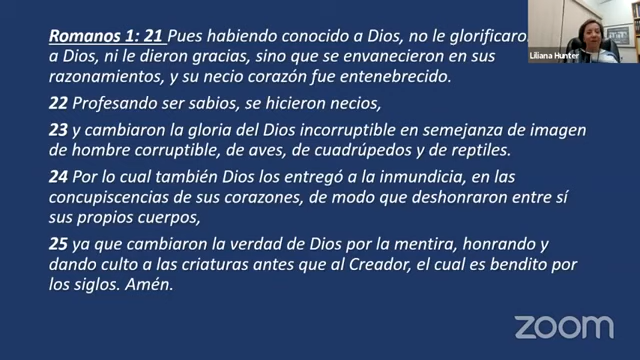 Romanos 1: 21 Pues habiendo conocido a Dios, no le glorificaron
a Dios, ni le dieron gracias, sino que se envanecieron en sus
razonamientos, y su necio corazón fue entenebrecido.
22 Profesando ser sabios, se hicieron necios,
23 y cambiaron la gloria del Dios incorruptible en semejanza de imagen
de hombre corruptible, de aves, de cuadrúpedos y de reptiles.
24 Por lo cual también Dios los entregó a la inmundicia, en las
concupiscencias de sus corazones, de modo que deshonraron entre sí
sus propios cuerpos,
25 ya que cambiaron la verdad de Dios por la mentira, honrando y
dando culto a las criaturas antes que al Creador, el cual es bendito por
los siglos. Amén.
Liliana Hunter
zoom